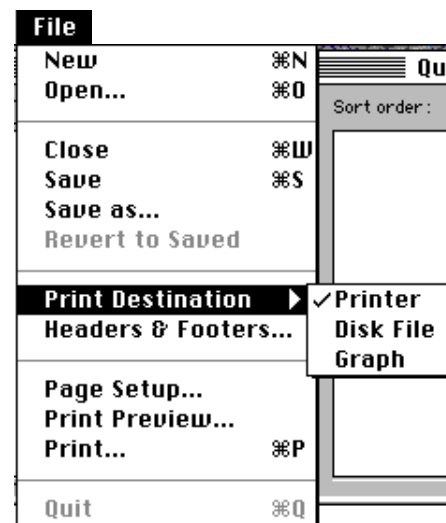 File
New ⌘N
Qu
Open... ⌘O
Sort order:
Close ⌘W
Save ⌘S
Save as...
Revert to Saved
Print Destination ▶
✓Printer
Headers & Footers...
Disk File
Graph
Page Setup...
Print Preview...
Print... ⌘P
Quit ⌘Q